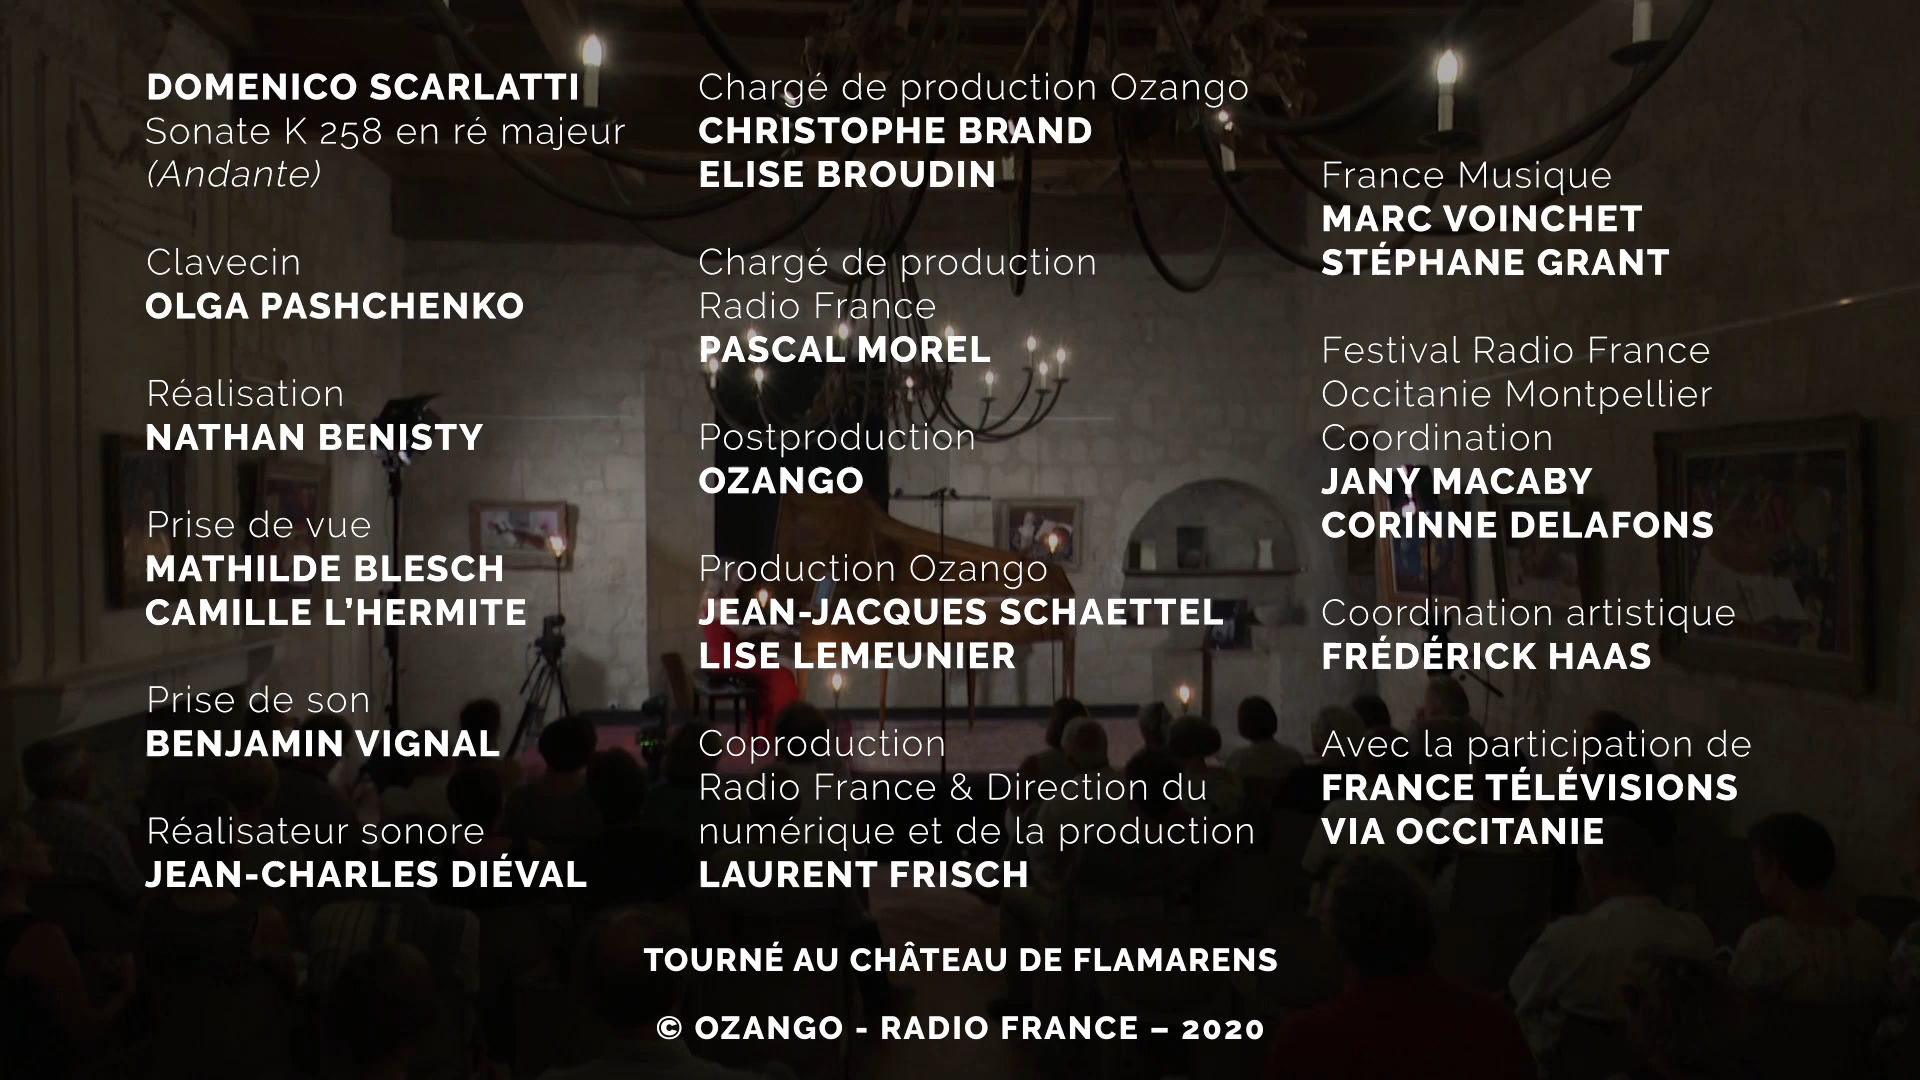 DOMENICO SCARLATTI
Sonate K 258 en ré majeur
(Andante)
Clavecin
OLGA PASHCHENKO
Réalisation
NATHAN BENISTY
Prise de vue
MATHILDE BLESCH
CAMILLE L’HERMITE
Prise de son
BENJAMIN VIGNAL
Réalisateur sonore
JEAN-CHARLES DIÉVAL
Chargé de production Ozango
CHRISTOPHE BRAND
ELISE BROUDIN
Chargé de production
Radio France
PASCAL MOREL
Postproduction
OZANGO
Production Ozango
JEAN-JACQUES SCHAETTEL
LISE LEMEUNIER
Coproduction
Radio France & Direction du
numérique et de la production
LAURENT FRISCH
France Musique
MARC VOINCHET
STÉPHANE GRANT
Festival Radio France
Occitanie Montpellier
Coordination
JANY MACABY
CORINNE DELAFONS
Coordination artistique
FRÉDÉRICK HAAS
Avec la participation de
FRANCE TÉLÉVISIONS
VIA OCCITANIE
TOURNÉ AU CHÂTEAU DE FLAMARENS
© OZANGO - RADIO FRANCE – 2020